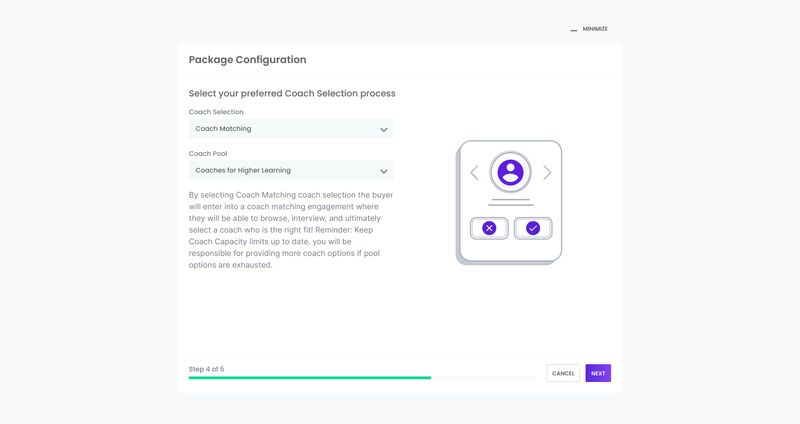 MINIMIZE
Package Configuration
Select your preferred Coach Selection process
Coach Selection
Coach Matching
Coach Pool
Coaches for Higher Learning
By selecting Coach Matching coach selection the buyer
will enter into a coach matching engagement where
they will be able to browse, interview, and ultimately
select a coach who is the right fit! Reminder: Keep
Coach Capacity limits up to date, you will be
responsible for providing more coach options if pool
options are exhausted.
Step 4 of 5
CANCEL
NEXT